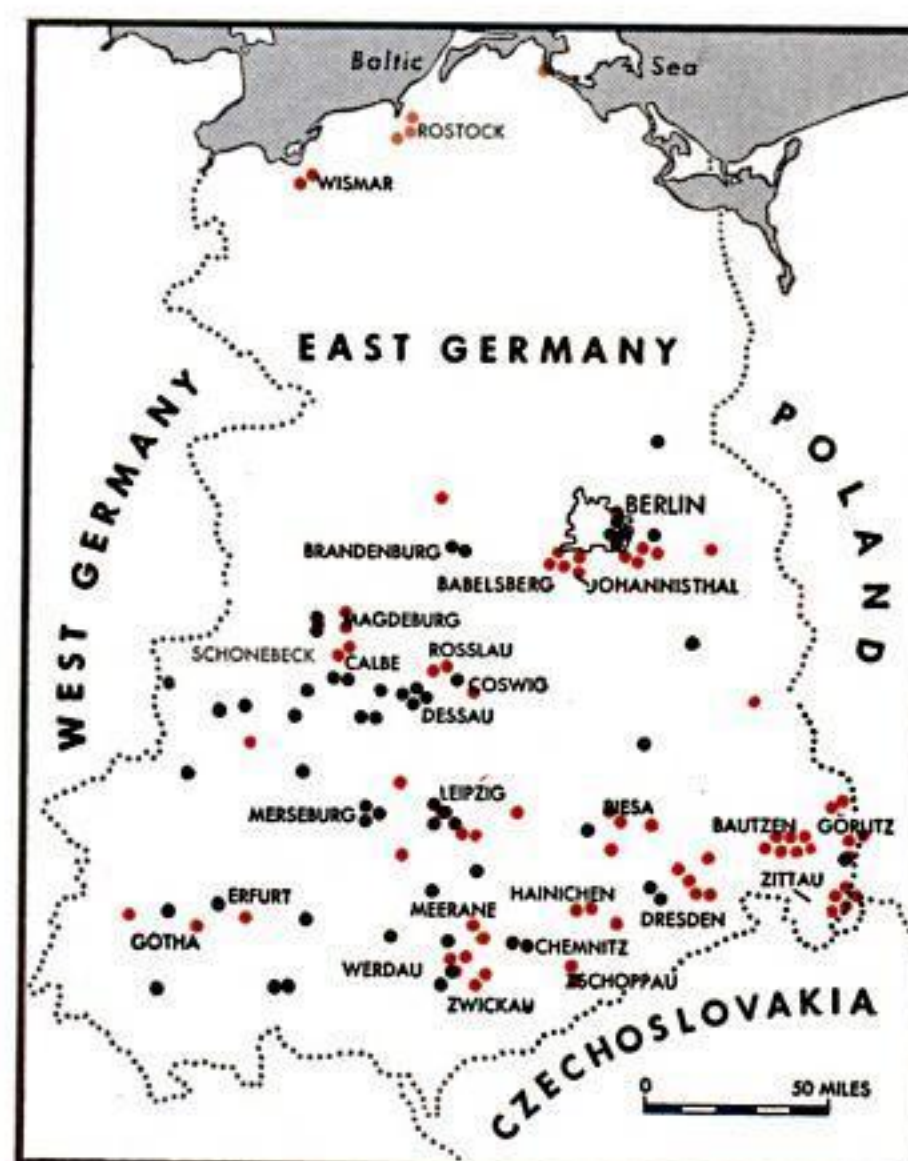 Baltic Sea
ROSTOCK
WISMAR
EAST GERMANY
WEST GERMANY
POLAND
BERLIN
BRANDENBURG
BABELSBERG
JOHANNISTHAL
MAGDEBURG
SCHONEBECK
CALBE
ROSSLAU
COSWIG
DESSAU
LEIPZIG
MERSEBURG
RIESA
BAUTZEN
GÖRLITZ
ZITTAU
ERFURT
HAINICHEN
MEERANE
DRESDEN
GOTHA
CHEMNITZ
WERDAU
ZSCHOPPAU
ZWICKAU
CZECHOSLOVAKIA
0 50 MILES